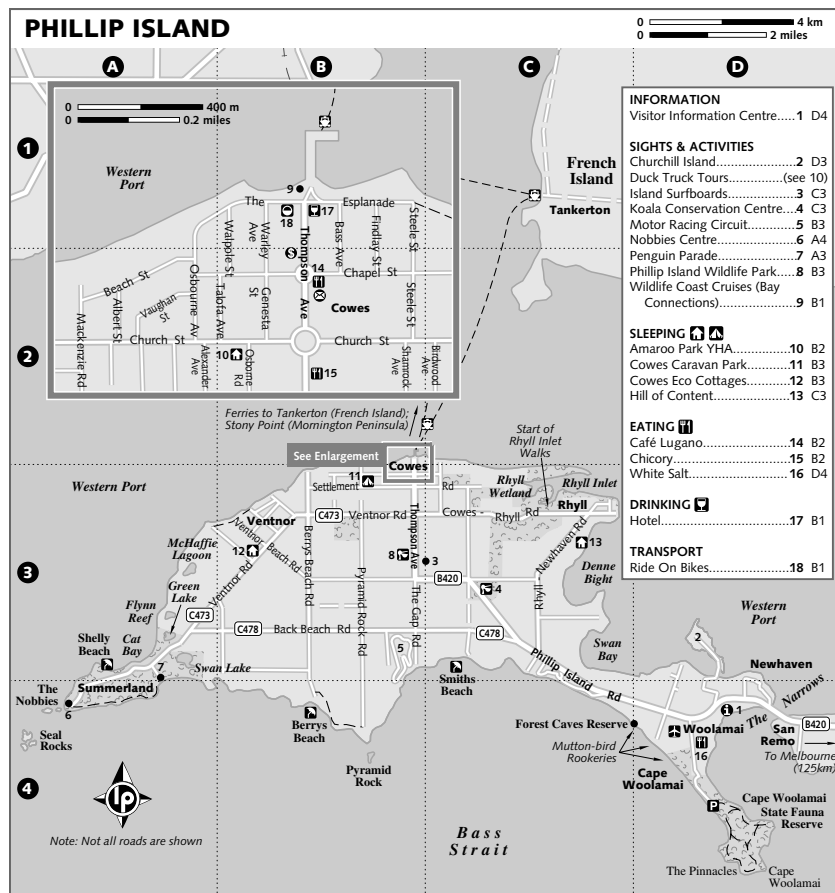 PHILLIP ISLAND
0 4 km
0 2 miles
A
B
C
D
1
2
3
4
0 400 m
0 0.2 miles
Western
Port
9
The Esplanade
18
17
Walpole St
Warley
Ave
Thompson
Ave
Bass Ave
Findlay St
Steele St
14
Chapel St
Beach St
Osbourne Av
Vaughan
St
Albert St
Mackenzie Rd
Talofa Ave
Genesta
St
Cowes
Steele St
Church St
Church St
10
Alexander
Ave
Osborne
Rd
15
Shamrock
Ave
Birdwood
Ave
French
Island
Tankerton
INFORMATION
Visitor Information Centre.....1 D4
SIGHTS & ACTIVITIES
Churchill Island.....................2 D3
Duck Truck Tours...........(see 10)
Island Surfboards.................3 C3
Koala Conservation Centre...4 C3
Motor Racing Circuit............5 B3
Nobbies Centre....................6 A4
Penguin Parade....................7 A3
Phillip Island Wildlife Park.....8 B3
Wildlife Coast Cruises (Bay
Connections)....................9 B1
SLEEPING
Amaroo Park YHA...............10 B2
Cowes Caravan Park...........11 B3
Cowes Eco Cottages...........12 B3
Hill of Content....................13 C3
EATING
Café Lugano.......................14 B2
Chicory...............................15 B2
White Salt...........................16 D4
DRINKING
Hotel..................................17 B1
TRANSPORT
Ride On Bikes.....................18 B1
Ferries to Tankerton (French Island);
Stony Point (Mornington Peninsula)
See Enlargement
Cowes
Start of
Rhyll Inlet
Walks
Western Port
11
Settlement Rd
Rhyll
Wetland
Rhyll Inlet
Rhyll
Ventnor
C473
Ventnor Rd
Cowes - Rhyll Rd
McHaffie
Lagoon
Ventnor
Beach Rd
12
Ventnor Rd
Berrys Beach Rd
Pyramid Rock Rd
Thompson Ave
8
3
B420
4
13
Rhyll - Newhaven Rd
Denne
Bight
Green
Lake
Flynn
Reef
C473
C478
Back Beach Rd
The Gap Rd
C478
Shelly
Beach
Cat
Bay
Swan Lake
5
Swan
Bay
Western
Port
2
7
Summerland
The
Nobbies
6
Seal
Rocks
Smiths
Beach
Phillip Island Rd
Newhaven
The Narrows
1
Berrys
Beach
Forest Caves Reserve
Woolamai
16
San
Remo
B420
To Melbourne
(125km)
Mutton-bird
Rookeries
Cape
Woolamai
Pyramid
Rock
P
Cape Woolamai
State Fauna
Reserve
lp
Note: Not all roads are shown
Bass
Strait
The Pinnacles
Cape
Woolamai